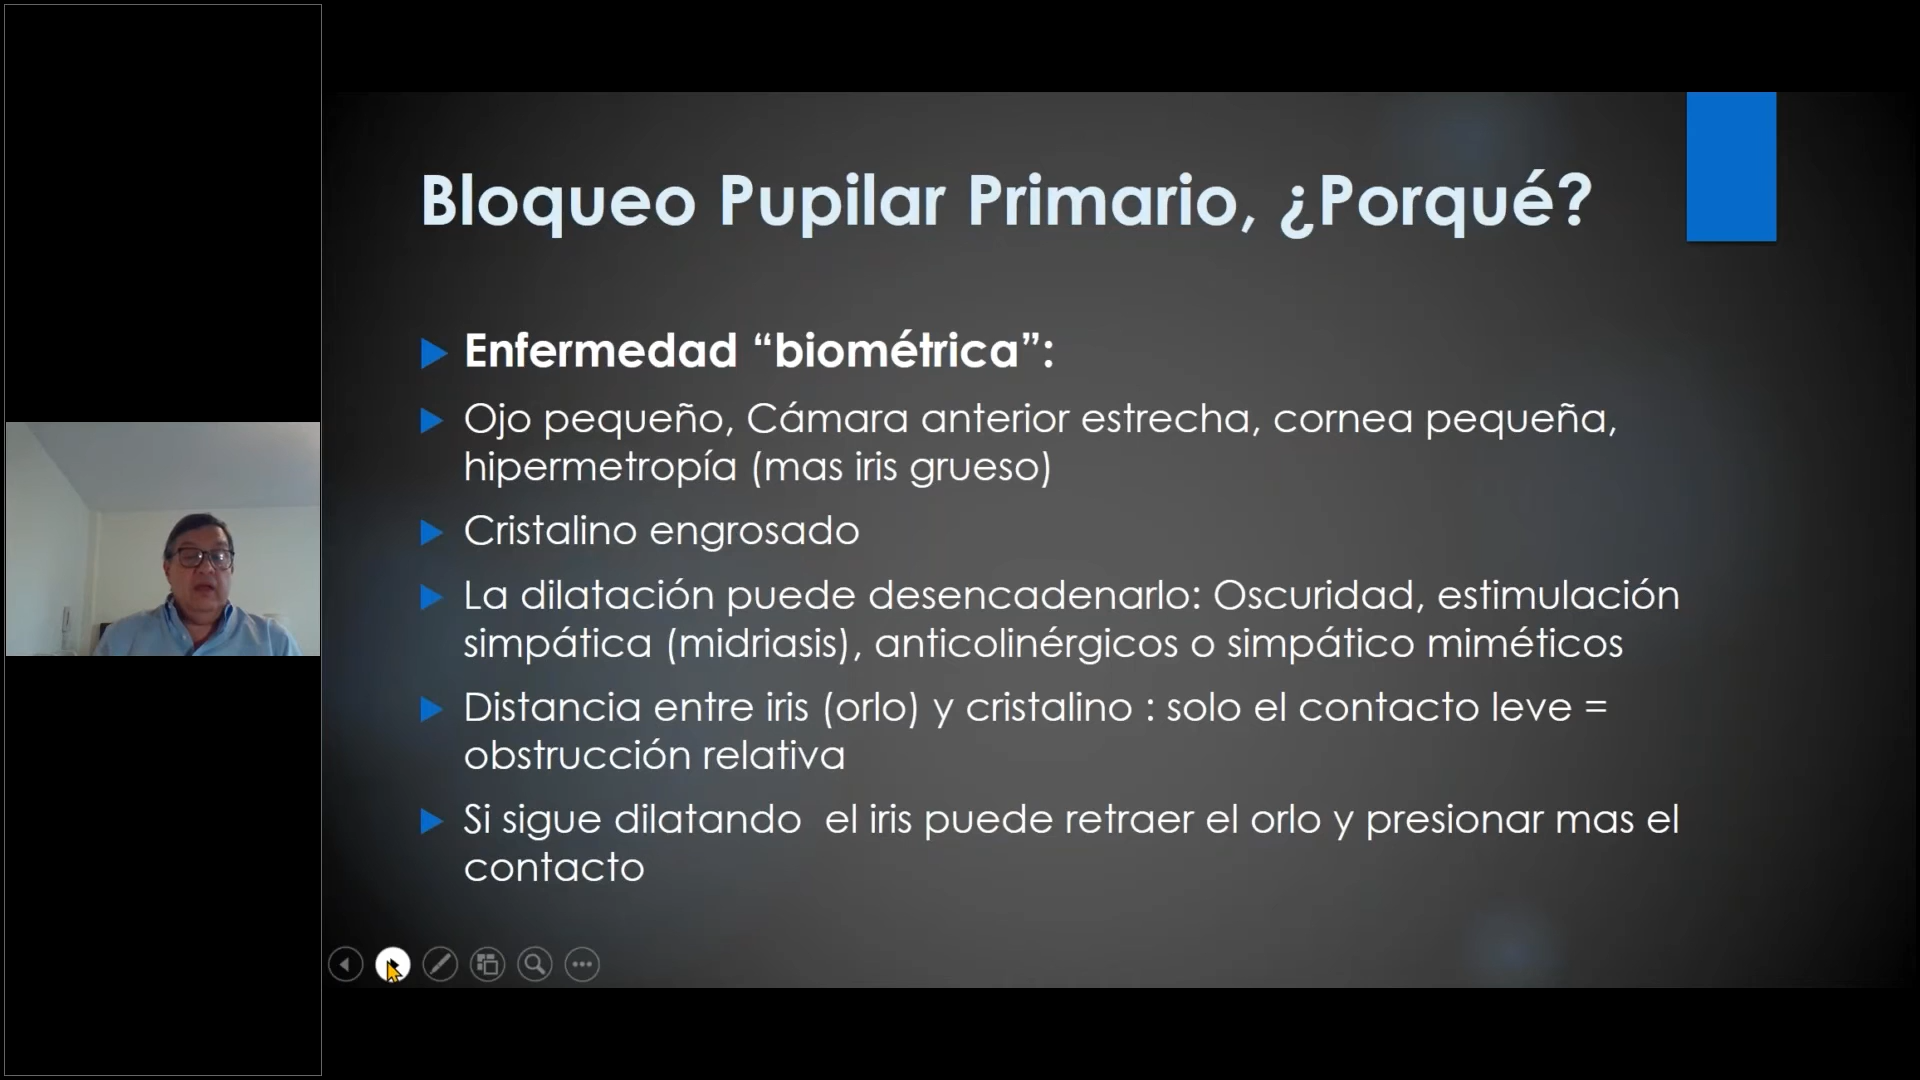 Bloqueo Pupilar Primario, ¿Porqué?
Enfermedad “biométrica”:
Ojo pequeño, Cámara anterior estrecha, cornea pequeña,
hipermetropía (mas iris grueso)
Cristalino engrosado
La dilatación puede desencadenarlo: Oscuridad, estimulación
simpática (midriasis), anticolinérgicos o simpático miméticos
Distancia entre iris (orlo) y cristalino : solo el contacto leve =
obstrucción relativa
Si sigue dilatando  el iris puede retraer el orlo y presionar mas el
contacto